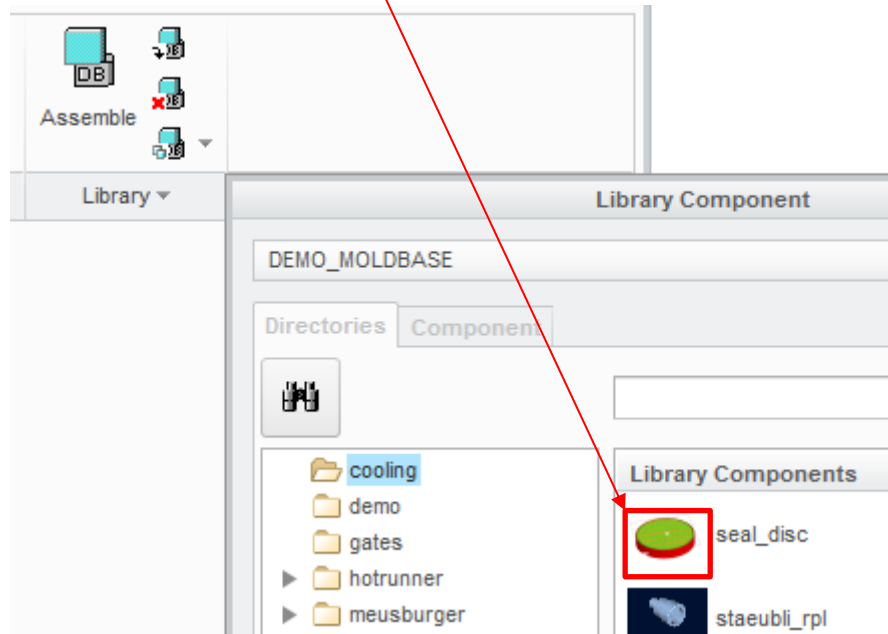 DB
Assemble
Library
Library Component
DEMO_MOLDBASE
Directories Component
cooling
demo
gates
hotrunner
meusburger
Library Components
seal_disc
staeubli_rpl